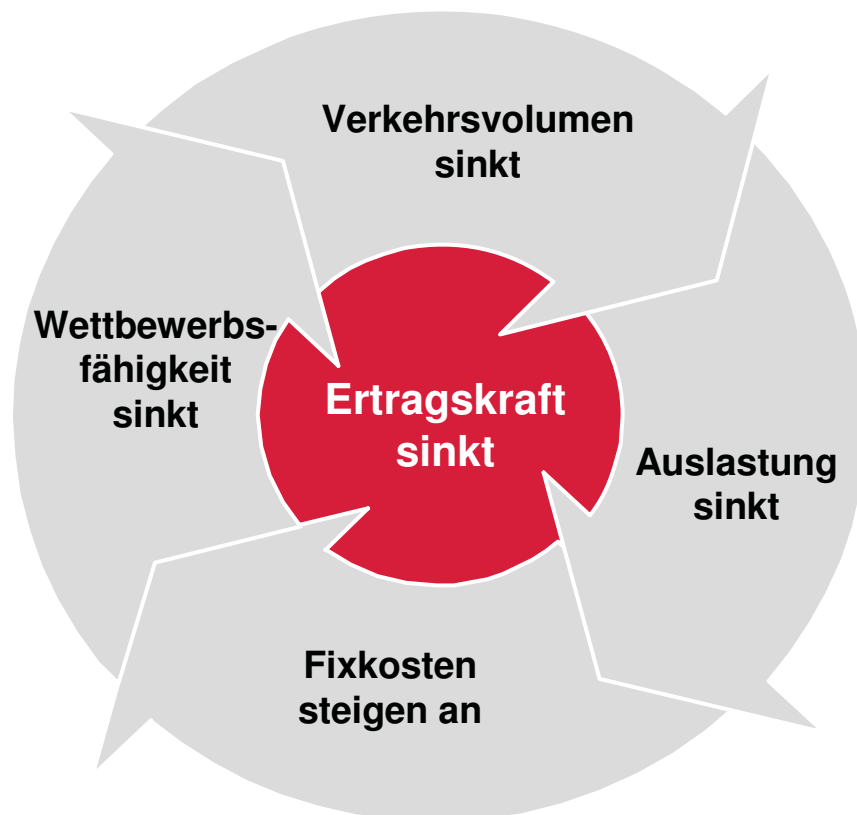 Verkehrsvolumen
sinkt
Wettbewerbs-
fähigkeit
sinkt
Ertragskraft
sinkt
Auslastung
sinkt
Fixkosten
steigen an